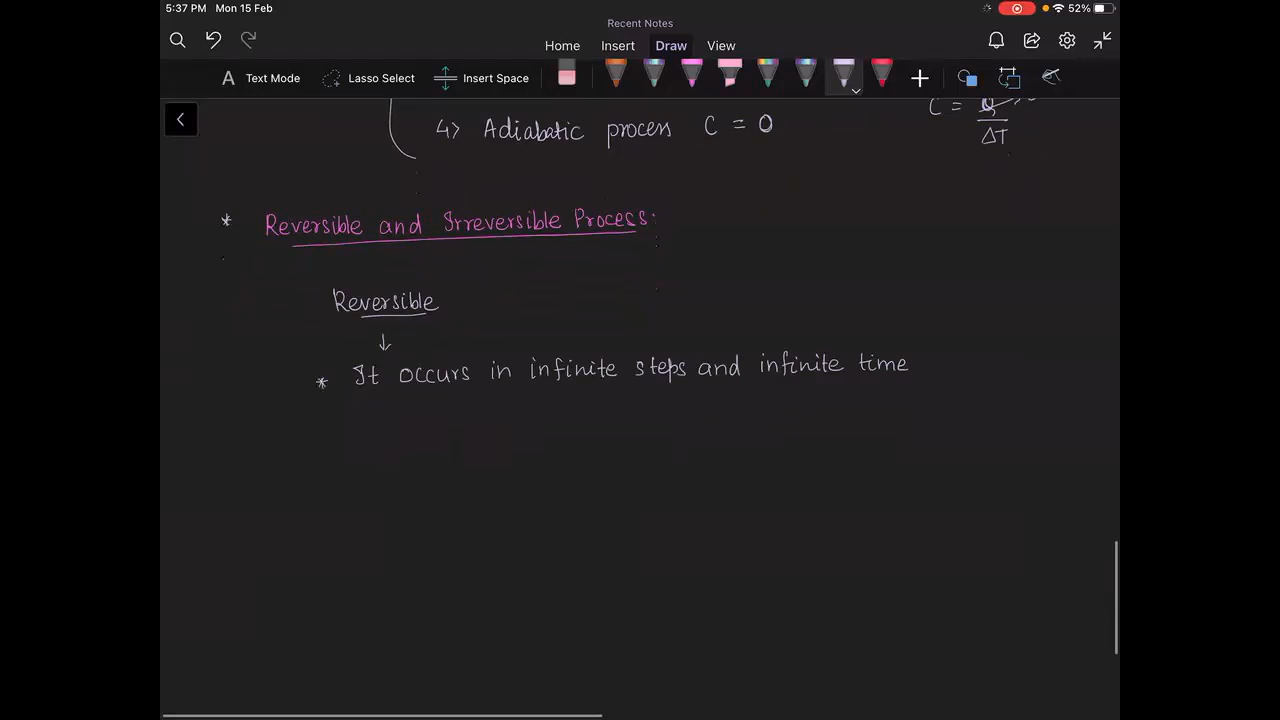 5:37 PM Mon 15 Feb
52%
Recent Notes
Home Insert Draw View
A Text Mode Lasso Select Insert Space
4> Adiabatic process C = 0
C =
ΔT
* Reversible and Irreversible Process:
Reversible
↓
* It occurs in infinite steps and infinite time